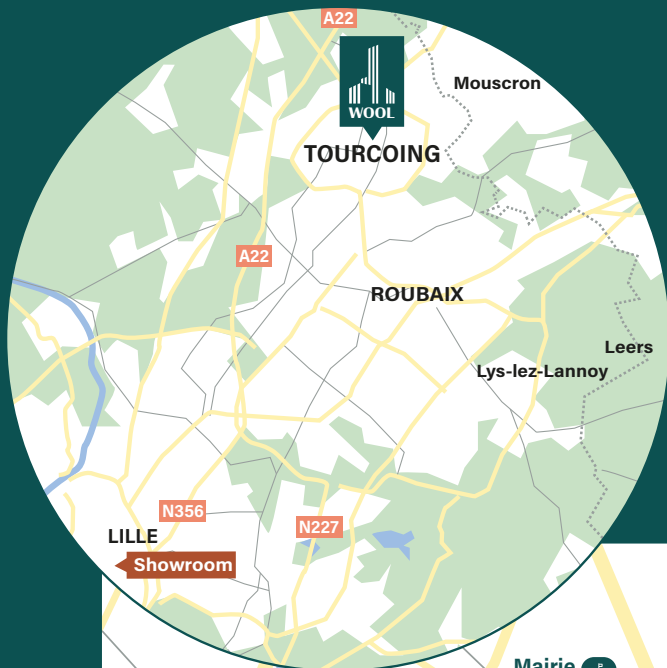 A22
Mouscron
WOOL
TOURCOING
A22
ROUBAIX
Leers
Lys-lez-Lannoy
N356
N227
LILLE
Showroom
Mairie P